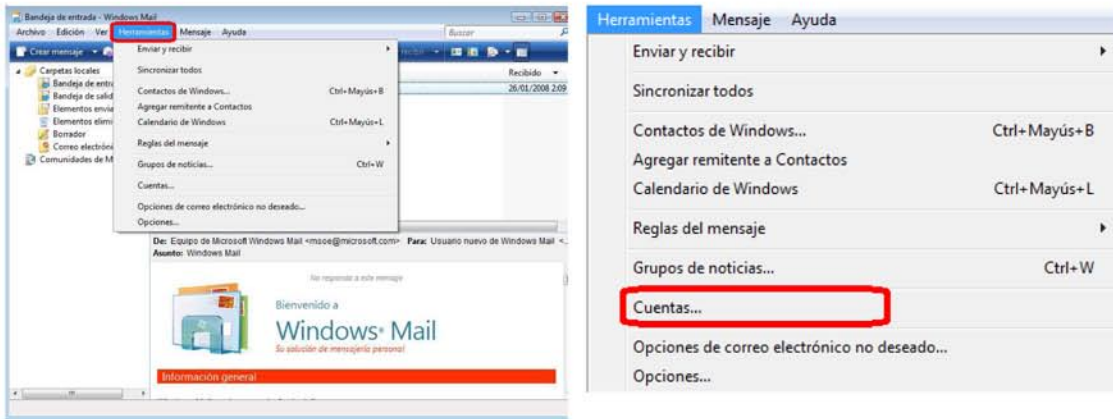 Bandeja de entrada - Windows Mail
Archivo Edición Ver Herramientas Mensaje Ayuda
Buscar
Crear mensaje
Carpetas locales
Bandeja de entra
Bandeja de salid
Elementos envia
Elementos elimi
Borrador
Correo electróni
Comunidades de M
Enviar y recibir
Sincronizar todos
Contactos de Windows... Ctrl+Mayús+B
Agregar remitente a Contactos
Calendario de Windows Ctrl+Mayús+L
Reglas del mensaje
Grupos de noticias... Ctrl+W
Cuentas...
Opciones de correo electrónico no deseado...
Opciones...
Recibido
26/01/2008 2:09
De: Equipo de Microsoft Windows Mail <msoe@microsoft.com> Para: Usuario nuevo de Windows Mail <...
Asunto: Windows Mail
No responda a este mensaje
Bienvenido a
Windows Mail
Su solución de mensajería personal
Información general
Herramientas Mensaje Ayuda
Enviar y recibir
Sincronizar todos
Contactos de Windows... Ctrl+Mayús+B
Agregar remitente a Contactos
Calendario de Windows Ctrl+Mayús+L
Reglas del mensaje
Grupos de noticias... Ctrl+W
Cuentas...
Opciones de correo electrónico no deseado...
Opciones...